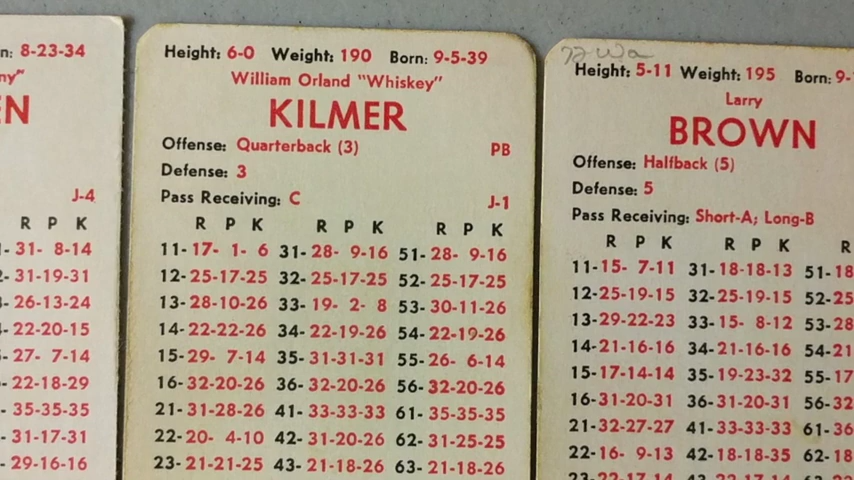 n: 8-23-34
ny"
EN
J-4
R P K
1- 31- 8-14
2- 31-19-31
3- 26-13-24
4- 22-20-15
5- 27- 7-14
6- 22-18-29
1- 35-35-35
2- 31-17-31
3- 29-16-16
Height: 6-0 Weight: 190 Born: 9-5-39
William Orland "Whiskey"
KILMER
Offense: Quarterback (3) PB
Defense: 3
Pass Receiving: C J-1
R P K R P K R P K
11- 17- 1- 6 31- 28- 9-16 51- 28- 9-16
12- 25-17-25 32- 25-17-25 52- 25-17-25
13- 28-10-26 33- 19- 2- 8 53- 30-11-26
14- 22-22-26 34- 22-19-26 54- 22-19-26
15- 29- 7-14 35- 31-31-31 55- 26- 6-14
16- 32-20-26 36- 32-20-26 56- 32-20-26
21- 31-28-26 41- 33-33-33 61- 35-35-35
22- 20- 4-10 42- 31-20-26 62- 31-25-25
23- 21-21-25 43- 21-18-26 63- 21-18-26
Height: 5-11 Weight: 195 Born: 9-
Larry
BROWN
Offense: Halfback (5)
Defense: 5
Pass Receiving: Short-A; Long-B
R P K R P K R
11- 15- 7-11 31- 18-18-13 51- 18
12- 25-19-15 32- 25-19-15 52- 25
13- 29-22-23 33- 15- 8-12 53- 28
14- 21-16-16 34- 21-16-16 54- 21
15- 17-14-14 35- 19-23-32 55- 17
16- 31-20-31 36- 31-20-31 56- 32
21- 32-27-27 41- 33-33-33 61- 36
22- 16- 9-13 42- 18-18-35 62- 18